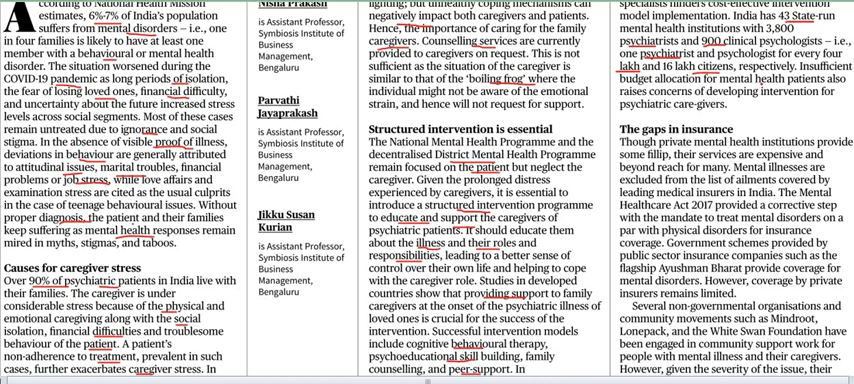 According to National Health Mission
estimates, 6%-7% of India's population
suffers from mental disorders – i.e., one
in four families is likely to have at least one
member with a behavioural or mental health
disorder. The situation worsened during the
COVID-19 pandemic as long periods of isolation,
the fear of losing loved ones, financial difficulty,
and uncertainty about the future increased stress
levels across social segments. Most of these cases
remain untreated due to ignorance and social
stigma. In the absence of visible proof of illness,
deviations in behaviour are generally attributed
to attitudinal issues, marital troubles, financial
problems or job stress, while love affairs and
examination stress are cited as the usual culprits
in the case of teenage behavioural issues. Without
proper diagnosis, the patient and their families
keep suffering as mental health responses remain
mired in myths, stigmas, and taboos.
Causes for caregiver stress
Over 90% of psychiatric patients in India live with
their families. The caregiver is under
considerable stress because of the physical and
emotional caregiving along with the social
isolation, financial difficulties and troublesome
behaviour of the patient. A patient's
non-adherence to treatment, prevalent in such
cases, further exacerbates caregiver stress. In
Nisha Prakash
is Assistant Professor,
Symbiosis Institute of
Business
Management,
Bengaluru
Parvathi
Jayaprakash
is Assistant Professor,
Symbiosis Institute of
Business
Management,
Bengaluru
Jikku Susan
Kurian
is Assistant Professor,
Symbiosis Institute of
Business
Management,
Bengaluru
fighting, but unhealthy coping mechanisms can
negatively impact both caregivers and patients.
Hence, the importance of caring for the family
caregivers. Counselling services are currently
provided to caregivers on request. This is not
sufficient as the situation of the caregiver is
similar to that of the 'boiling frog' where the
individual might not be aware of the emotional
strain, and hence will not request for support.
Structured intervention is essential
The National Mental Health Programme and the
decentralised District Mental Health Programme
remain focused on the patient but neglect the
caregiver. Given the prolonged distress
experienced by caregivers, it is essential to
introduce a structured intervention programme
to educate and support the caregivers of
psychiatric patients. It should educate them
about the illness and their roles and
responsibilities, leading to a better sense of
control over their own life and helping to cope
with the caregiver role. Studies in developed
countries show that providing support to family
caregivers at the onset of the psychiatric illness of
loved ones is crucial for the success of the
intervention. Successful intervention models
include cognitive behavioural therapy,
psychoeducational skill building, family
counselling, and peer-support. In
specialists hinders cost-effective intervention
model implementation. India has 43 State-run
mental health institutions with 3,800
psychiatrists and 900 clinical psychologists – i.e.,
one psychiatrist and psychologist for every four
lakh and 16 lakh citizens, respectively. Insufficient
budget allocation for mental health patients also
raises concerns of developing intervention for
psychiatric care-givers.
The gaps in insurance
Though private mental health institutions provide
some fillip, their services are expensive and
beyond reach for many. Mental illnesses are
excluded from the list of ailments covered by
leading medical insurers in India. The Mental
Healthcare Act 2017 provided a corrective step
with the mandate to treat mental disorders on a
par with physical disorders for insurance
coverage. Government schemes provided by
public sector insurance companies such as the
flagship Ayushman Bharat provide coverage for
mental disorders. However, coverage by private
insurers remains limited.
Several non-governmental organisations and
community movements such as Mindroot,
Lonepack, and the White Swan Foundation have
been engaged in community support work for
people with mental illness and their caregivers.
However, given the severity of the issue, their